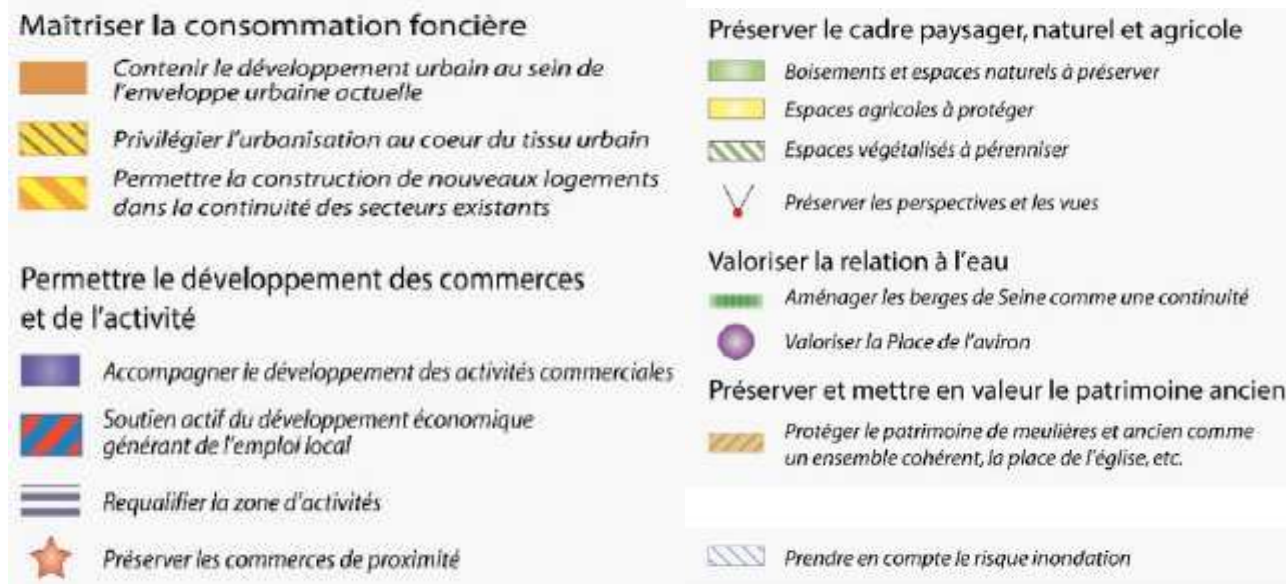 Maîtriser la consommation foncière
Contenir le développement urbain au sein de
l'enveloppe urbaine actuelle
Privilégier l'urbanisation au coeur du tissu urbain
Permettre la construction de nouveaux logements
dans la continuité des secteurs existants
Permettre le développement des commerces
et de l'activité
Accompagner le développement des activités commerciales
Soutien actif du développement économique
générant de l'emploi local
Requalifier la zone d'activités
Préserver les commerces de proximité
Préserver le cadre paysager, naturel et agricole
Boisements et espaces naturels à préserver
Espaces agricoles à protéger
Espaces végétalisés à pérenniser
Préserver les perspectives et les vues
Valoriser la relation à l'eau
Aménager les berges de Seine comme une continuité
Valoriser la Place de l'aviron
Préserver et mettre en valeur le patrimoine ancien
Protéger le patrimoine de meulières et ancien comme
un ensemble cohérent, la place de l'église, etc.
Prendre en compte le risque inondation